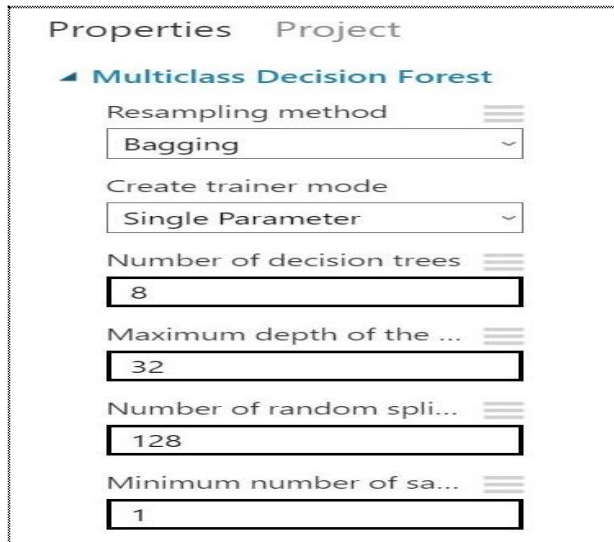 Properties Project
Multiclass Decision Forest
Resampling method
Bagging
Create trainer mode
Single Parameter
Number of decision trees
8
Maximum depth of the ...
32
Number of random spli...
128
Minimum number of sa...
1